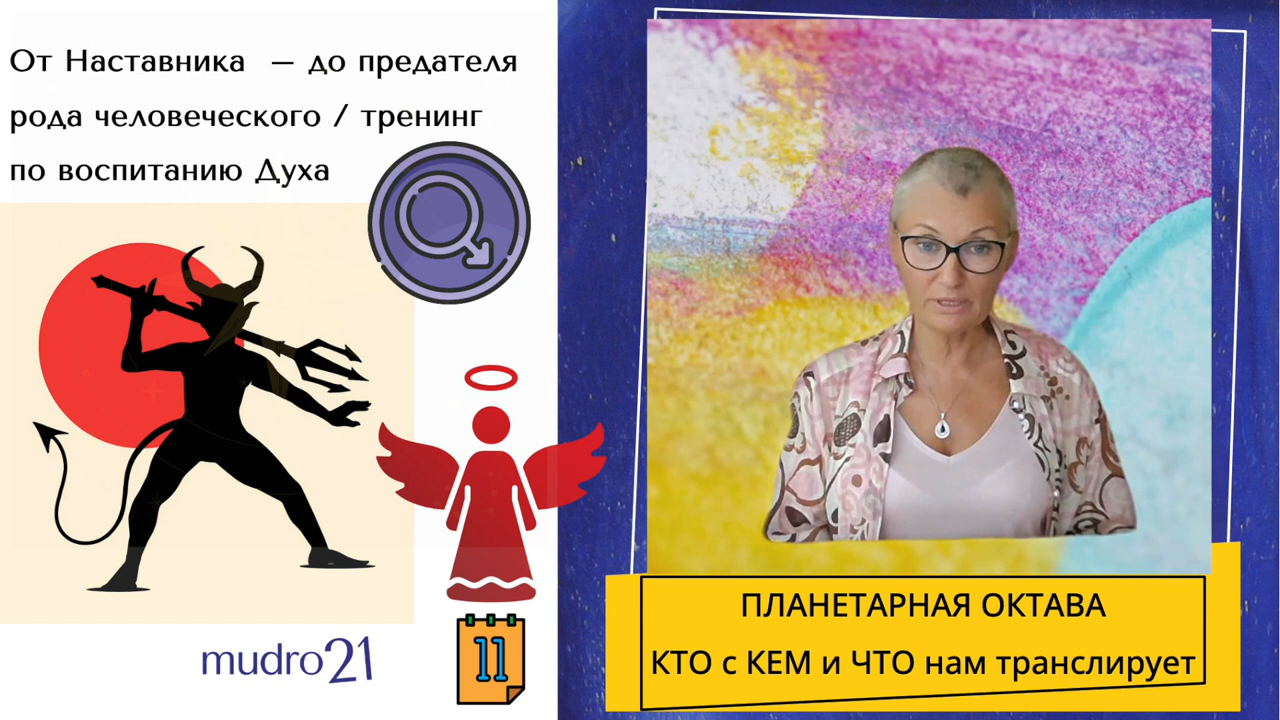 От Наставника – до предателя
рода человеческого / тренинг
по воспитанию Духа
mudro21
11
ПЛАНЕТАРНАЯ ОКТАВА
КТО с КЕМ и ЧТО нам транслирует